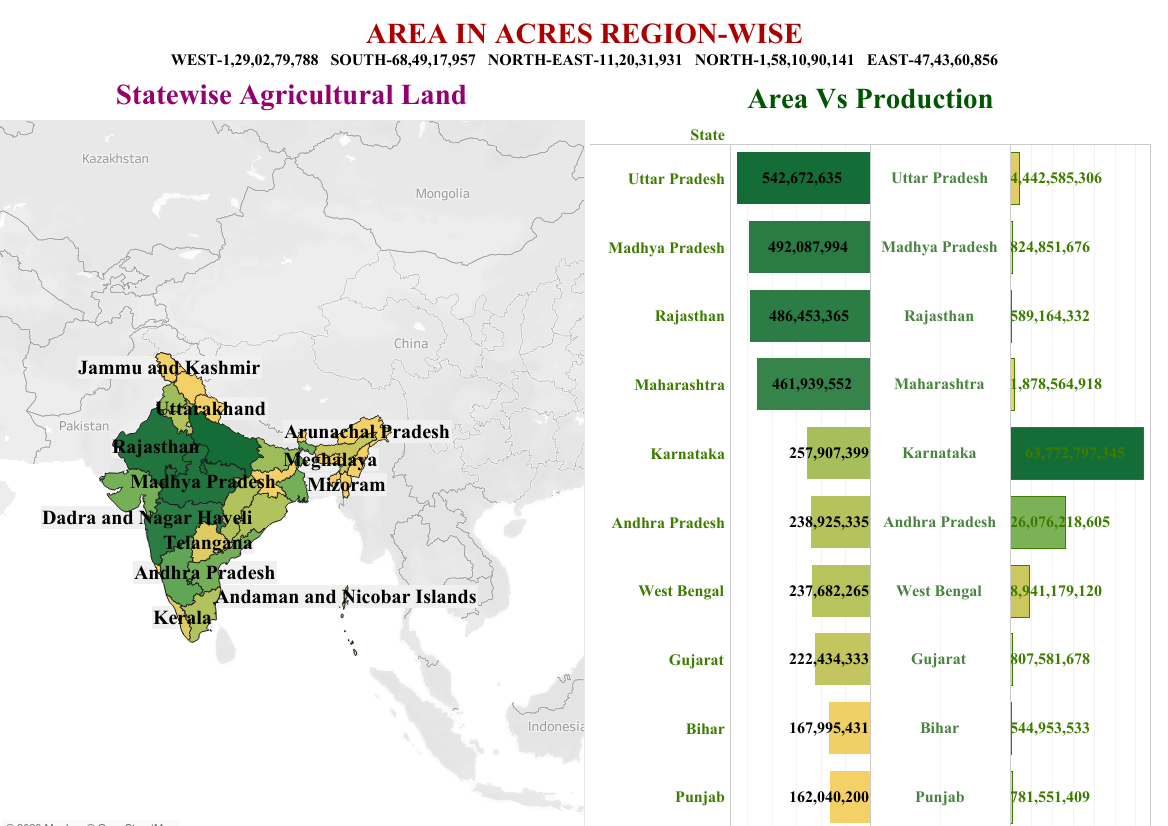 AREA IN ACRES REGION-WISE
WEST-1,29,02,79,788 SOUTH-68,49,17,957 NORTH-EAST-11,20,31,931 NORTH-1,58,10,90,141 EAST-47,43,60,856
Statewise Agricultural Land
Kazakhstan
Mongolia
China
Pakistan
Indonesia
Jammu and Kashmir
Uttarakhand
Arunachal Pradesh
Rajasthan
Meghalaya
Madhya Pradesh
Mizoram
Dadra and Nagar Haveli
Telangana
Andhra Pradesh
Andaman and Nicobar Islands
Kerala
Area Vs Production
State
Uttar Pradesh 542,672,635 Uttar Pradesh 4,442,585,306
Madhya Pradesh 492,087,994 Madhya Pradesh 824,851,676
Rajasthan 486,453,365 Rajasthan 589,164,332
Maharashtra 461,939,552 Maharashtra 1,878,564,918
Karnataka 257,907,399 Karnataka 63,772,797,345
Andhra Pradesh 238,925,335 Andhra Pradesh 26,076,218,605
West Bengal 237,682,265 West Bengal 8,941,179,120
Gujarat 222,434,333 Gujarat 807,581,678
Bihar 167,995,431 Bihar 544,953,533
Punjab 162,040,200 Punjab 781,551,409